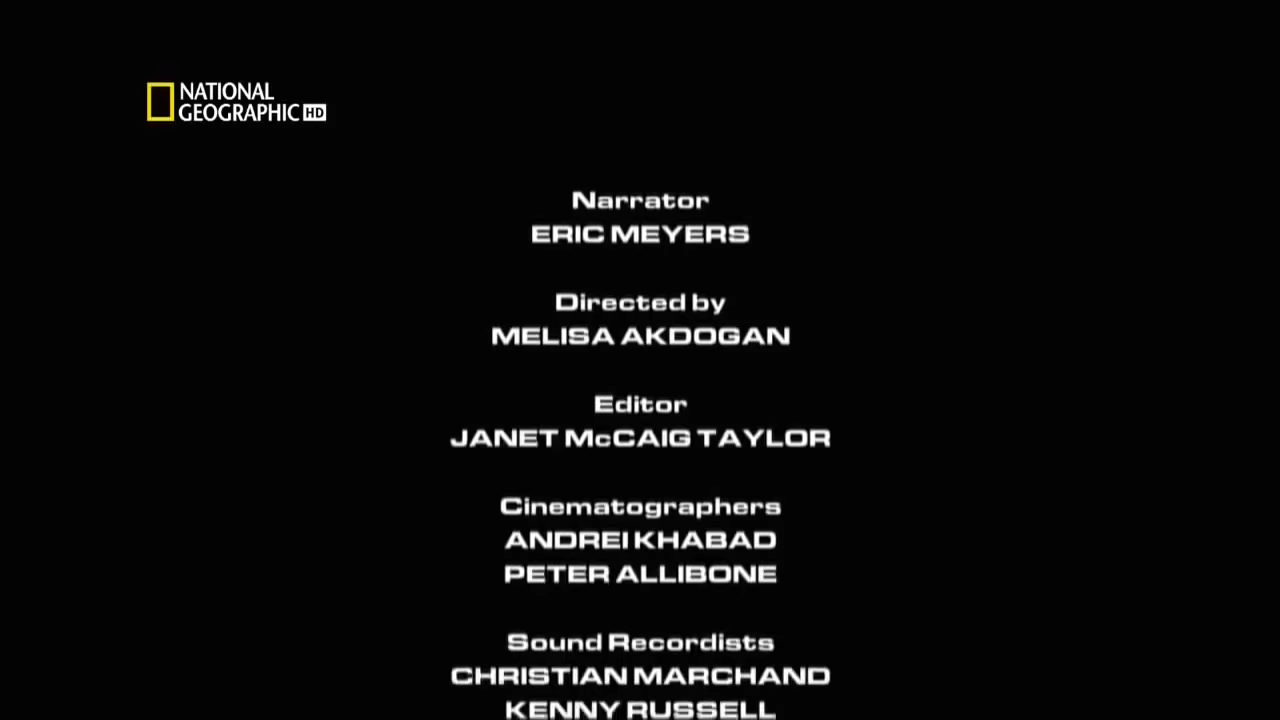 NATIONAL
GEOGRAPHIC HD
Narrator
ERIC MEYERS
Directed by
MELISA AKDOGAN
Editor
JANET McCAIG TAYLOR
Cinematographers
ANDREI KHABAD
PETER ALLIBONE
Sound Recordists
CHRISTIAN MARCHAND
KENNY RUSSELL